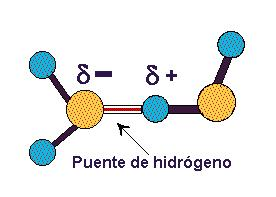 δ − δ +
Puente de hidrógeno